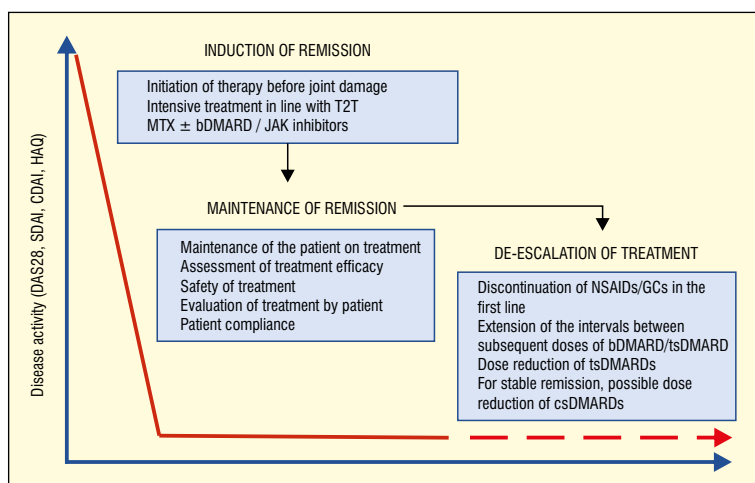 INDUCTION OF REMISSION
Initiation of therapy before joint damage
Intensive treatment in line with T2T
MTX ± bDMARD / JAK inhibitors
MAINTENANCE OF REMISSION
Maintenance of the patient on treatment
Assessment of treatment efficacy
Safety of treatment
Evaluation of treatment by patient
Patient compliance
DE-ESCALATION OF TREATMENT
Discontinuation of NSAIDs/GCs in the
first line
Extension of the intervals between
subsequent doses of bDMARD/tsDMARD
Dose reduction of tsDMARDs
For stable remission, possible dose
reduction of csDMARDs
Disease activity (DAS28, SDAI, CDAI, HAQ)